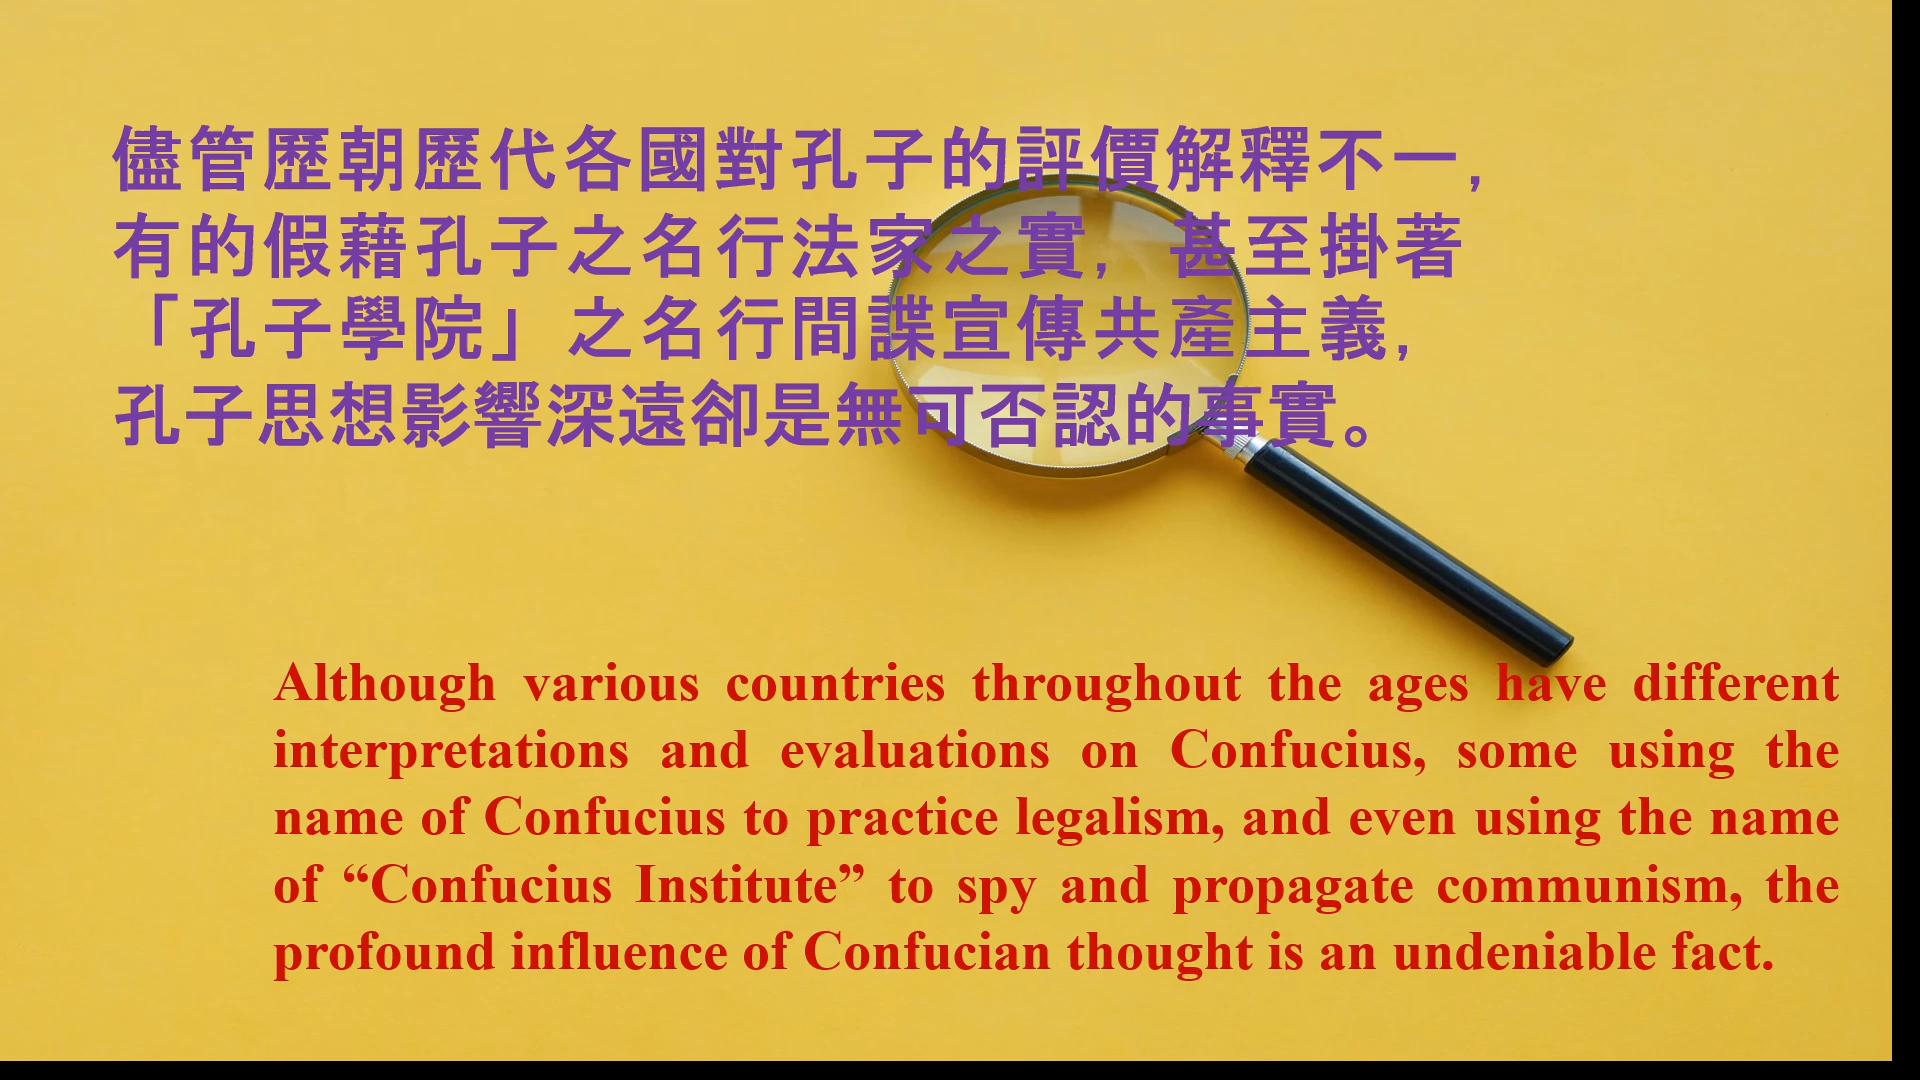 儘管歷朝歷代各國對孔子的評價解釋不一，
有的假藉孔子之名行法家之實，甚至掛著
「孔子學院」之名行間諜宣傳共產主義，
孔子思想影響深遠卻是無可否認的事實。
Although various countries throughout the ages have different
interpretations and evaluations on Confucius, some using the
name of Confucius to practice legalism, and even using the name
of “Confucius Institute” to spy and propagate communism, the
profound influence of Confucian thought is an undeniable fact.